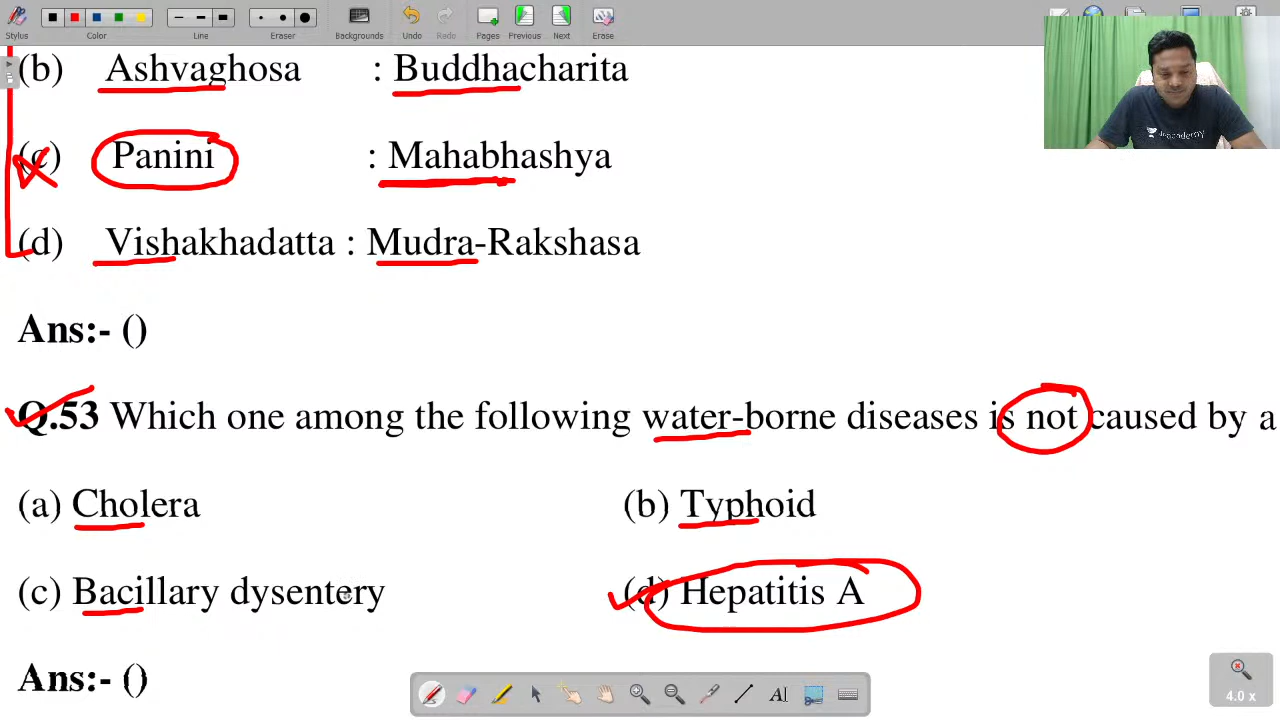 Stylus Color Line Eraser Backgrounds Undo Redo Pages Previous Next Erase
(b) Ashvaghosa : Buddhacharita
(c) Panini : Mahabhashya
(d) Vishakhadatta : Mudra-Rakshasa
Ans:- ()
Q.53 Which one among the following water-borne diseases is not caused by a
(a) Cholera (b) Typhoid
(c) Bacillary dysentery (d) Hepatitis A
Ans:- ()
4.0 x